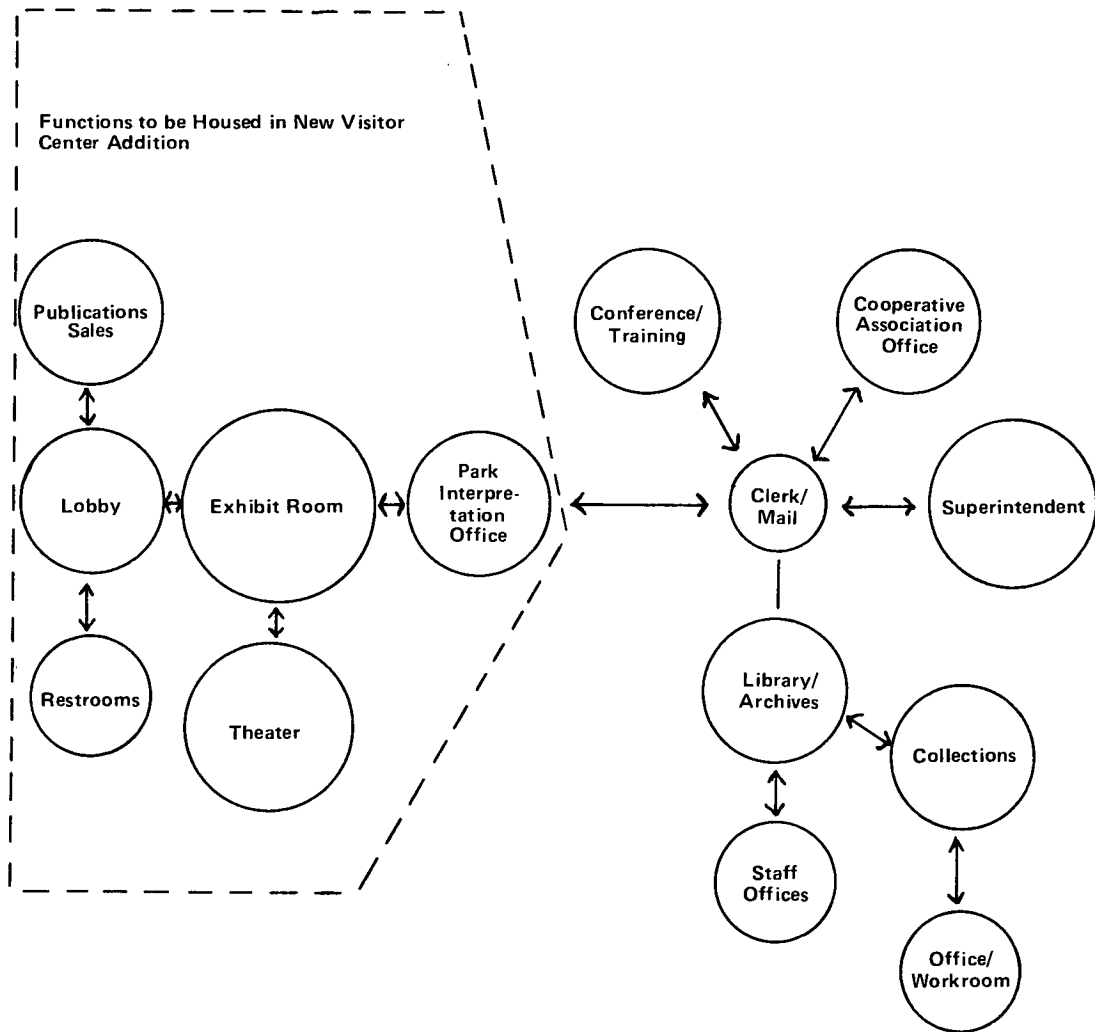 Functions to be Housed in New Visitor
Center Addition
Publications
Sales
Conference/
Training
Cooperative
Association
Office
Lobby
Exhibit Room
Park
Interpre-
tation
Office
Clerk/
Mail
Superintendent
Restrooms
Theater
Library/
Archives
Collections
Staff
Offices
Office/
Workroom